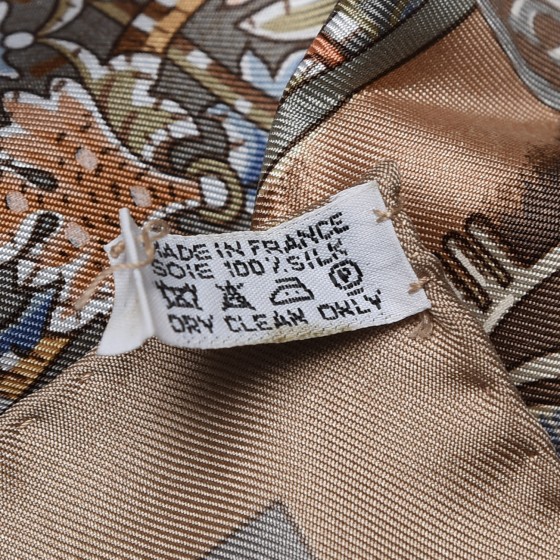 MADE IN FRANCE
SOIE 100% SILK
P
DRY CLEAN ONLY